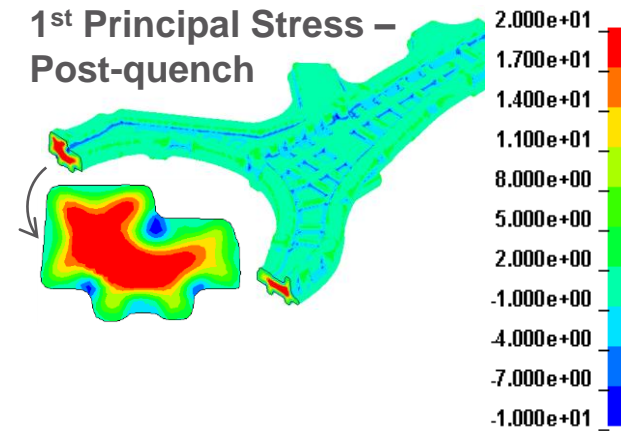 1st Principal Stress –
Post-quench
2.000e+01
1.700e+01
1.400e+01
1.100e+01
8.000e+00
5.000e+00
2.000e+00
-1.000e+00
-4.000e+00
-7.000e+00
-1.000e+01